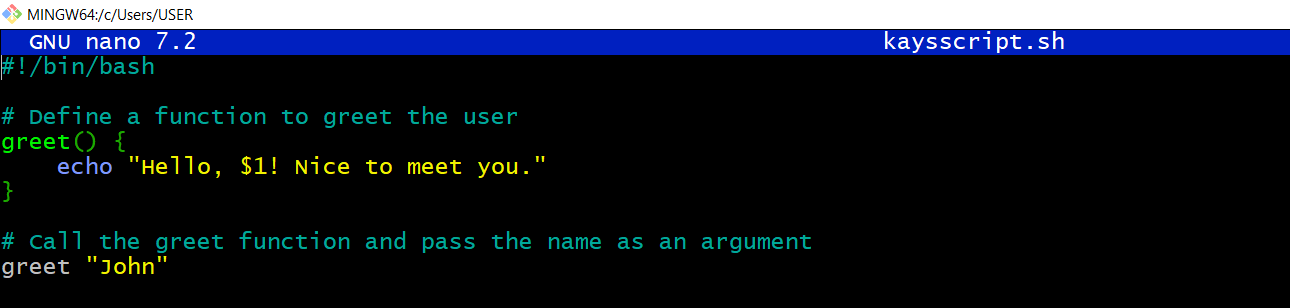 MINGW64:/c/Users/USER
GNU nano 7.2 kaysscript.sh
#!/bin/bash
# Define a function to greet the user
greet() {
    echo "Hello, $1! Nice to meet you."
}
# Call the greet function and pass the name as an argument
greet "John"